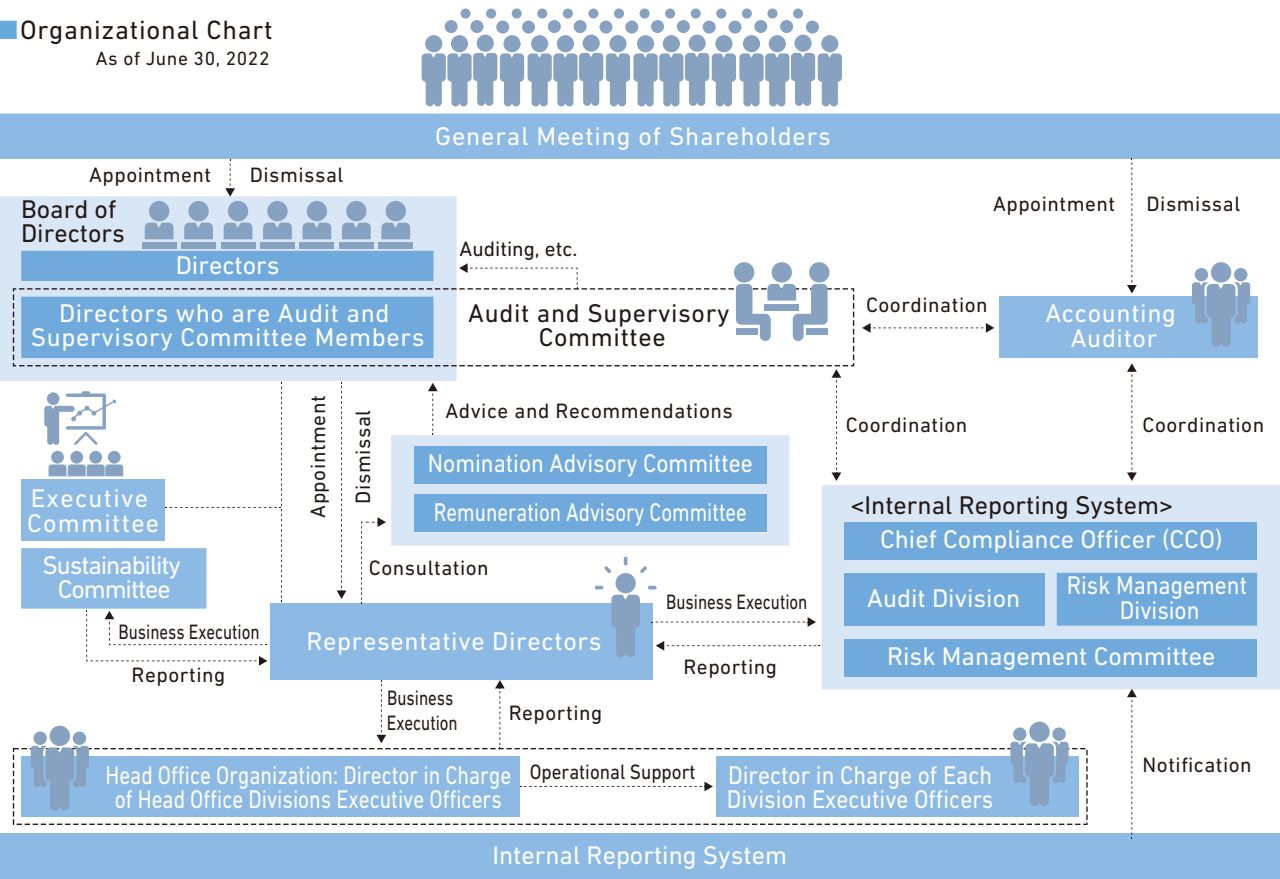 Organizational Chart
As of June 30, 2022
General Meeting of Shareholders
Appointment
Dismissal
Board of
Directors
Directors
Directors who are Audit and
Supervisory Committee Members
Auditing, etc.
Audit and Supervisory
Committee
Coordination
Appointment
Dismissal
Accounting
Auditor
Appointment
Dismissal
Advice and Recommendations
Nomination Advisory Committee
Remuneration Advisory Committee
Coordination
Coordination
Executive
Committee
Sustainability
Committee
Business Execution
Reporting
Consultation
Representative Directors
Business Execution
Reporting
<Internal Reporting System>
Chief Compliance Officer (CCO)
Audit Division
Risk Management
Division
Risk Management Committee
Business
Execution
Reporting
Head Office Organization: Director in Charge
of Head Office Divisions Executive Officers
Operational Support
Director in Charge of Each
Division Executive Officers
Notification
Internal Reporting System